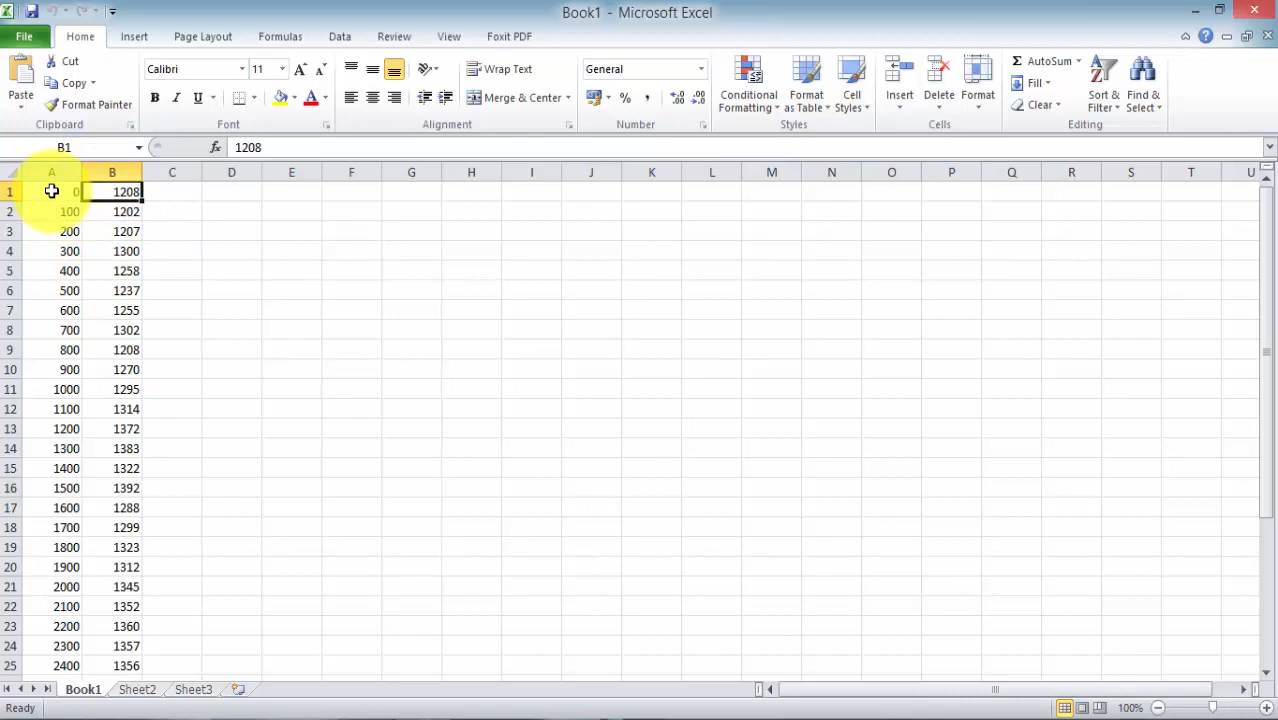 Book1 - Microsoft Excel
File Home Insert Page Layout Formulas Data Review View Foxit PDF
Paste
Cut
Copy
Format Painter
Clipboard
Calibri 11
B I U
Font
Wrap Text
Merge & Center
Alignment
General
% ,
Number
Conditional Formatting
Format as Table
Cell Styles
Styles
Insert
Delete
Format
Cells
Σ AutoSum
Fill
Clear
Sort & Filter
Find & Select
Editing
B1 fx 1208
A B C D E F G H I J K L M N O P Q R S T U
1 0 1208
2 100 1202
3 200 1207
4 300 1300
5 400 1258
6 500 1237
7 600 1255
8 700 1302
9 800 1208
10 900 1270
11 1000 1295
12 1100 1314
13 1200 1372
14 1300 1383
15 1400 1322
16 1500 1392
17 1600 1288
18 1700 1299
19 1800 1323
20 1900 1312
21 2000 1345
22 2100 1352
23 2200 1360
24 2300 1357
25 2400 1356
Book1 Sheet2 Sheet3
Ready 100%